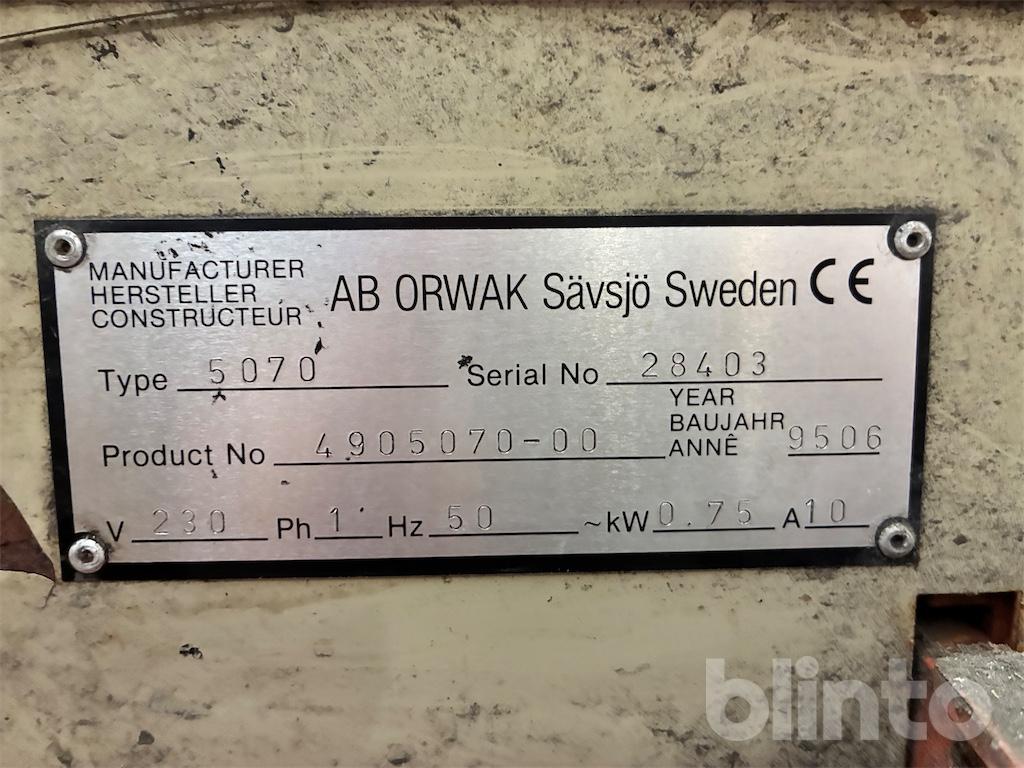 MANUFACTURER
HERSTELLER
CONSTRUCTEUR
AB ORWAK Sävsjö Sweden CE
Type 5070 Serial No 28403
Product No 4905070-00
YEAR
BAUJAHR
ANNÊ
9506
V 230 Ph 1 Hz 50 ~kW 0.75 A 10
blinto